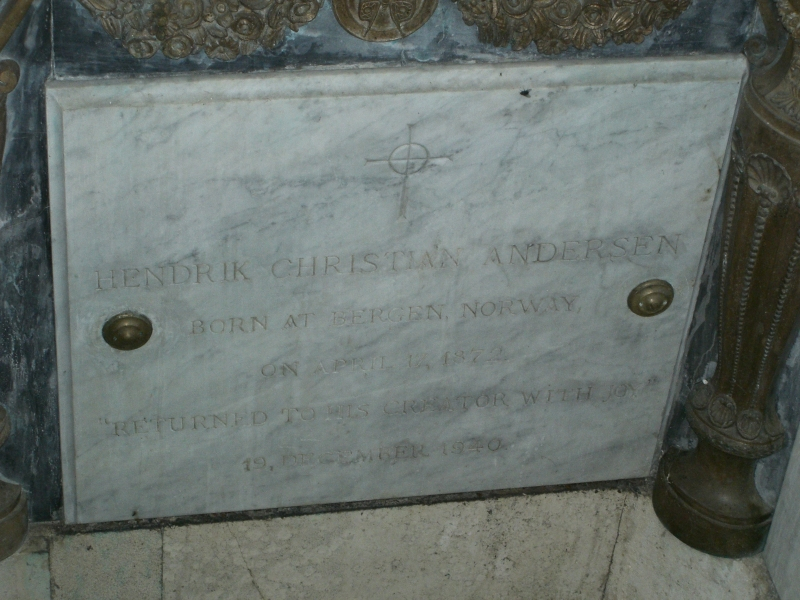 HENDRIK CHRISTIAN ANDERSEN
BORN AT BERGEN, NORWAY,
ON APRIL 17, 1872
"RETURNED TO HIS CREATOR WITH JOY"
19, DECEMBER 1940.